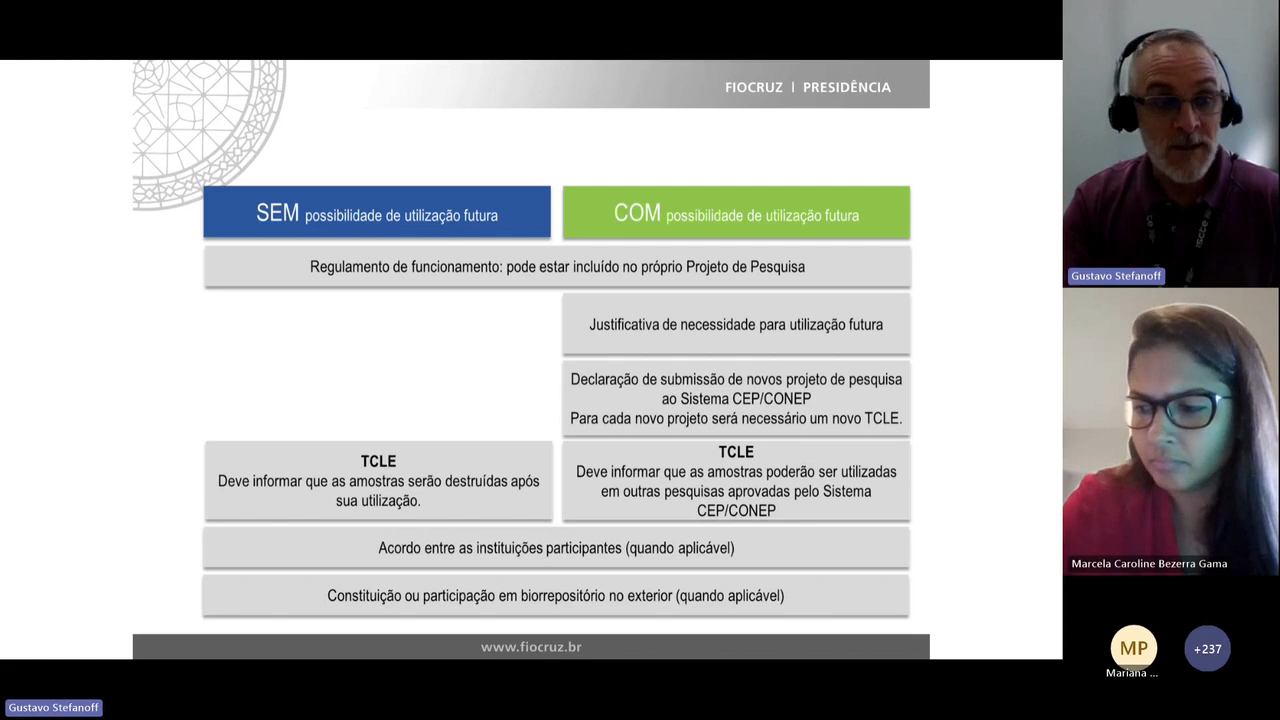 FIOCRUZ | PRESIDÊNCIA
SEM possibilidade de utilização futura
COM possibilidade de utilização futura
Regulamento de funcionamento: pode estar incluído no próprio Projeto de Pesquisa
Justificativa de necessidade para utilização futura
Declaração de submissão de novos projeto de pesquisa
ao Sistema CEP/CONEP
Para cada novo projeto será necessário um novo TCLE.
TCLE
Deve informar que as amostras serão destruídas após
sua utilização.
TCLE
Deve informar que as amostras poderão ser utilizadas
em outras pesquisas aprovadas pelo Sistema
CEP/CONEP
Acordo entre as instituições participantes (quando aplicável)
Constituição ou participação em biorrepositório no exterior (quando aplicável)
www.fiocruz.br
Gustavo Stefanoff
Gustavo Stefanoff
Marcela Caroline Bezerra Gama
MP
Mariana ...
+237